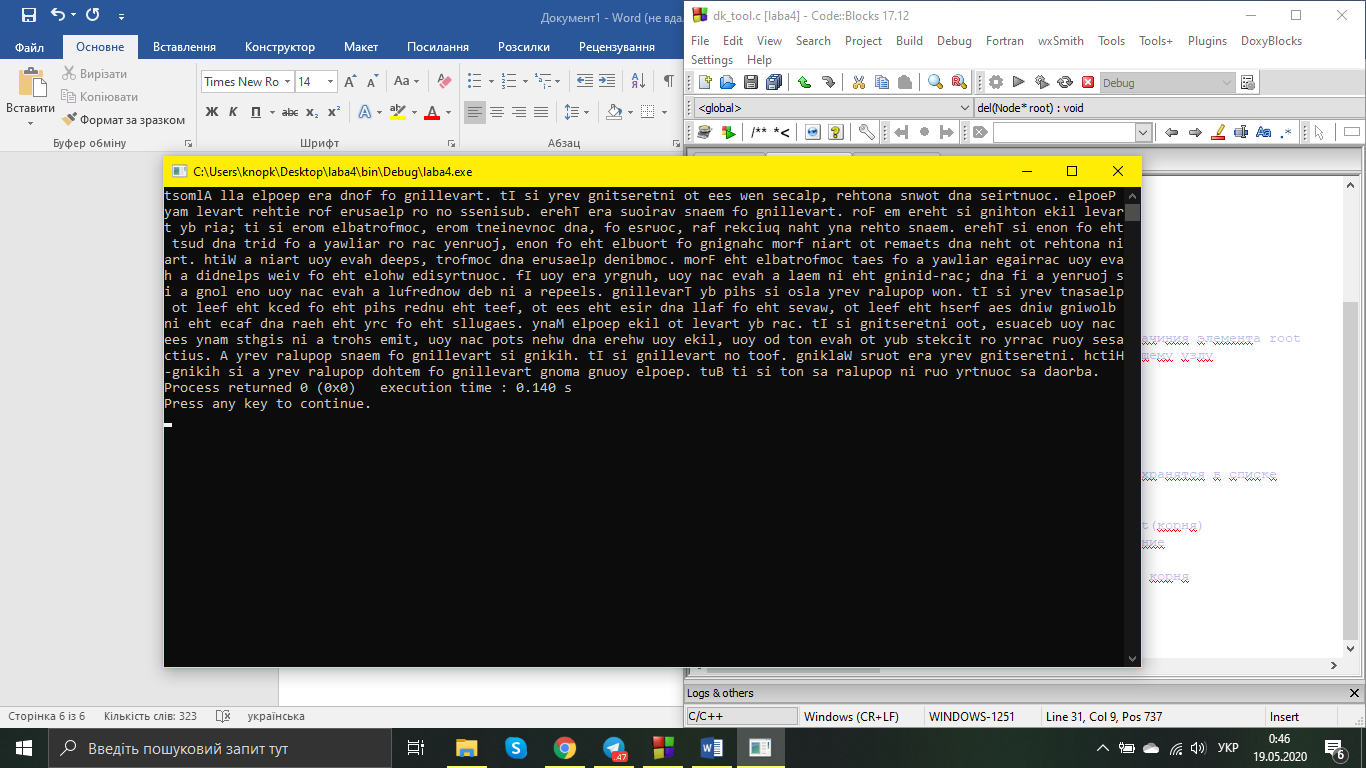 Документ1 - Word (не вда
Файл Основне Вставлення Конструктор Макет Посилання Розсилки Рецензування
Вставити
Вирізати
Копіювати
Формат за зразком
Times New Ro 14 Aa
Ж К П abc x₂ x² A
Буфер обміну Шрифт Абзац
dk_tool.c [laba4] - Code::Blocks 17.12
File Edit View Search Project Build Debug Fortran wxSmith Tools Tools+ Plugins DoxyBlocks
Settings Help
Debug
<global> del(Node* root) : void
/** *<
C:\Users\knopk\Desktop\laba4\bin\Debug\laba4.exe
tsomlA lla elpoep era dnof fo gnillevart. tI si yrev gnitseretni ot ees wen secalp, rehtona snwot dna seirtnuoc. elpoeP
yam levart rehtie rof erusaelp ro no ssenisub. erehT era suoirav snaem fo gnillevart. roF em ereht si gnihton ekil levar
t yb ria; ti si erom elbatrofmoc, erom tneinevnoc dna, fo esruoc, raf rekciuq naht yna rehto snaem. erehT si enon fo eht
tsud dna trid fo a yawliar ro rac yenruoj, enon fo eht elbuort fo gnignahc morf niart ot remaets dna neht ot rehtona ni
art. htiW a niart uoy evah deeps, trofmoc dna erusaelp denibmoc. morF eht elbatrofmoc taes fo a yawliar egairrac uoy eva
h a didnelps weiv fo eht elohw edisyrtnuoc. fI uoy era yrgnuh, uoy nac evah a laem ni eht gninid-rac; dna fi a yenruoj s
i a gnol eno uoy nac evah a lufrednow deb ni a repeels. gnillevarT yb pihs si osla yrev ralupop won. tI si yrev tnasaelp
ot leef eht kced fo eht pihs rednu eht teef, ot ees eht esir dna llaf fo eht sevaw, ot leef eht hserf aes dniw gniwolb
ni eht ecaf dna raeh eht yrc fo eht sllugaes. ynaM elpoep ekil ot levart yb rac. tI si gnitseretni oot, esuaceb uoy nac
ees ynam sthgis ni a trohs emit, uoy nac pots nehw dna erehw uoy ekil, uoy od ton evah ot yub stekcit ro yrrac ruoy sesa
ctius. A yrev ralupop snaem fo gnillevart si gnikih. tI si gnillevart no toof. gniklaW sruot era yrev gnitseretni. hctiH
-gnikih si a yrev ralupop dohtem fo gnillevart gnoma gnuoy elpoep. tuB ti si ton sa ralupop ni ruo yrtnuoc sa daorba.
Process returned 0 (0x0)   execution time : 0.140 s
Press any key to continue.
элемента root
узлу
хранятся в списке
t(корня)
ние
корня
Logs & others
C/C++ Windows (CR+LF) WINDOWS-1251 Line 31, Col 9, Pos 737 Insert
Сторінка 6 із 6 Кількість слів: 323 українська
Введіть пошуковий запит тут
47
УКР
0:46
19.05.2020
6